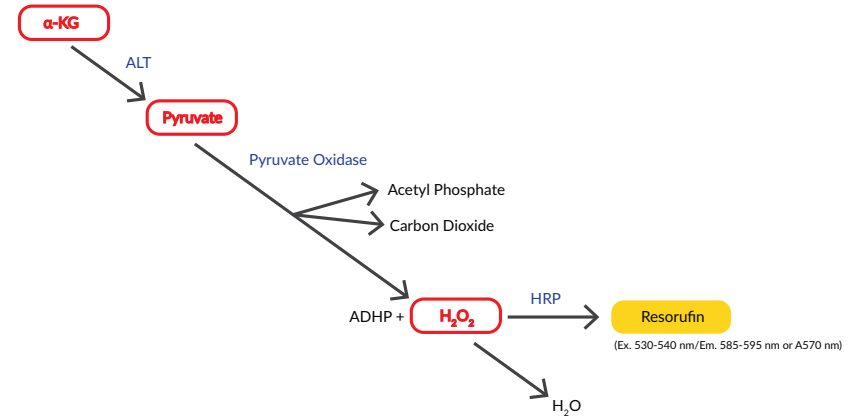 α-KG
ALT
Pyruvate
Pyruvate Oxidase
Acetyl Phosphate
Carbon Dioxide
ADHP + H₂O₂
HRP
Resorufin
(Ex. 530-540 nm/Em. 585-595 nm or A570 nm)
H₂O